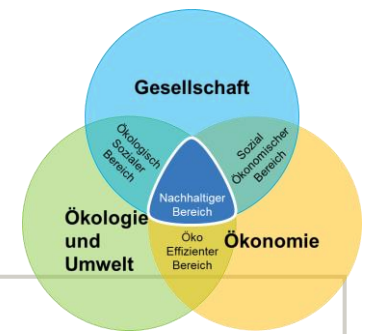 Gesellschaft
Ökologisch
Sozialer
Bereich
Sozial
Ökonomischer
Bereich
Nachhaltiger
Bereich
Ökologie
und
Umwelt
Öko
Effizienter
Bereich
Ökonomie